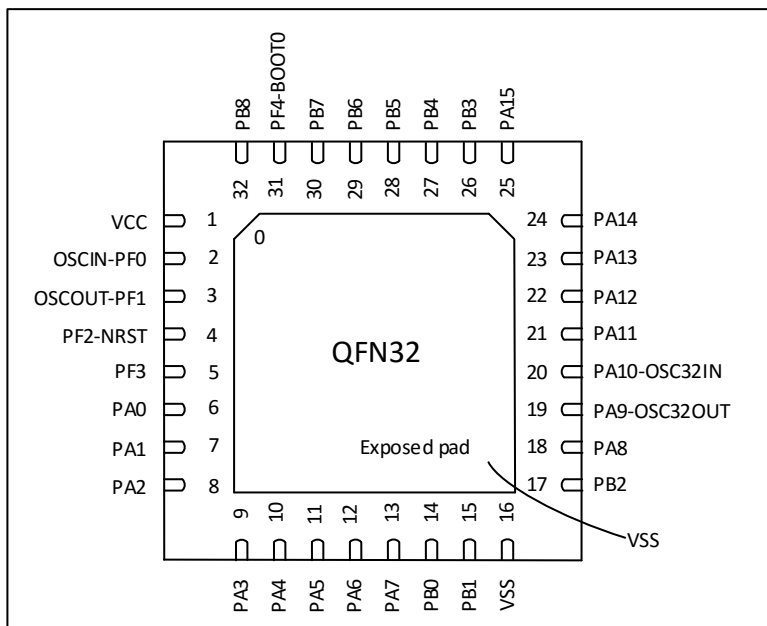 PB8
PF4-BOOT0
PB7
PB6
PB5
PB4
PB3
PA15
32
31
30
29
28
27
26
25
VCC 1
OSCIN-PF0 2
OSCOUT-PF1 3
PF2-NRST 4
PF3 5
PA0 6
PA1 7
PA2 8
0
QFN32
Exposed pad
24 PA14
23 PA13
22 PA12
21 PA11
20 PA10-OSC32IN
19 PA9-OSC32OUT
18 PA8
17 PB2
VSS
9
10
11
12
13
14
15
16
PA3
PA4
PA5
PA6
PA7
PB0
PB1
VSS